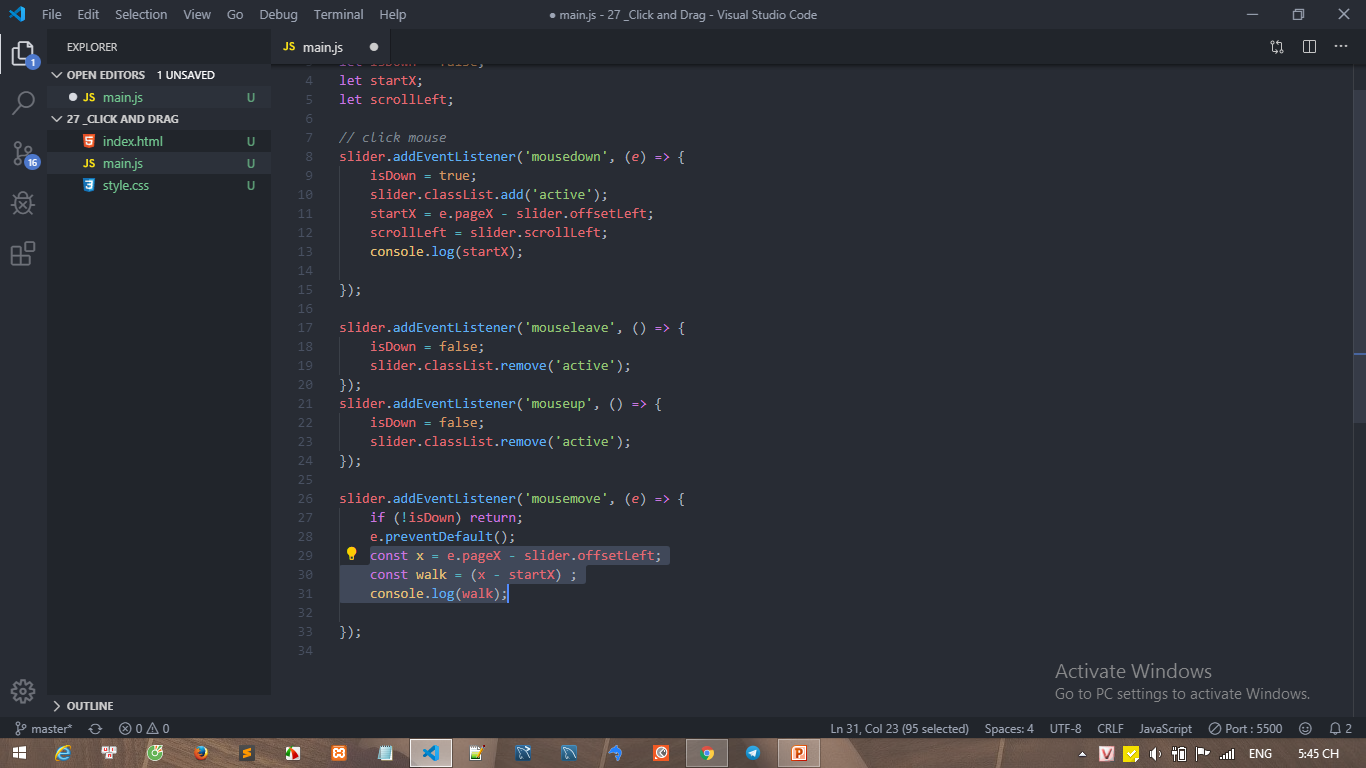 File Edit Selection View Go Debug Terminal Help
● main.js - 27 _Click and Drag - Visual Studio Code
EXPLORER
OPEN EDITORS 1 UNSAVED
JS main.js U
27 _CLICK AND DRAG
index.html U
JS main.js U
style.css U
OUTLINE
JS main.js
4 let startX;
5 let scrollLeft;
6
7 // click mouse
8 slider.addEventListener('mousedown', (e) => {
9 isDown = true;
10 slider.classList.add('active');
11 startX = e.pageX - slider.offsetLeft;
12 scrollLeft = slider.scrollLeft;
13 console.log(startX);
14
15 });
16
17 slider.addEventListener('mouseleave', () => {
18 isDown = false;
19 slider.classList.remove('active');
20 });
21 slider.addEventListener('mouseup', () => {
22 isDown = false;
23 slider.classList.remove('active');
24 });
25
26 slider.addEventListener('mousemove', (e) => {
27 if (!isDown) return;
28 e.preventDefault();
29 const x = e.pageX - slider.offsetLeft;
30 const walk = (x - startX) ;
31 console.log(walk);
32
33 });
34
1
16
Activate Windows
Go to PC settings to activate Windows.
master* 0 0 Ln 31, Col 23 (95 selected) Spaces: 4 UTF-8 CRLF JavaScript Port : 5500 2
ENG 5:45 CH